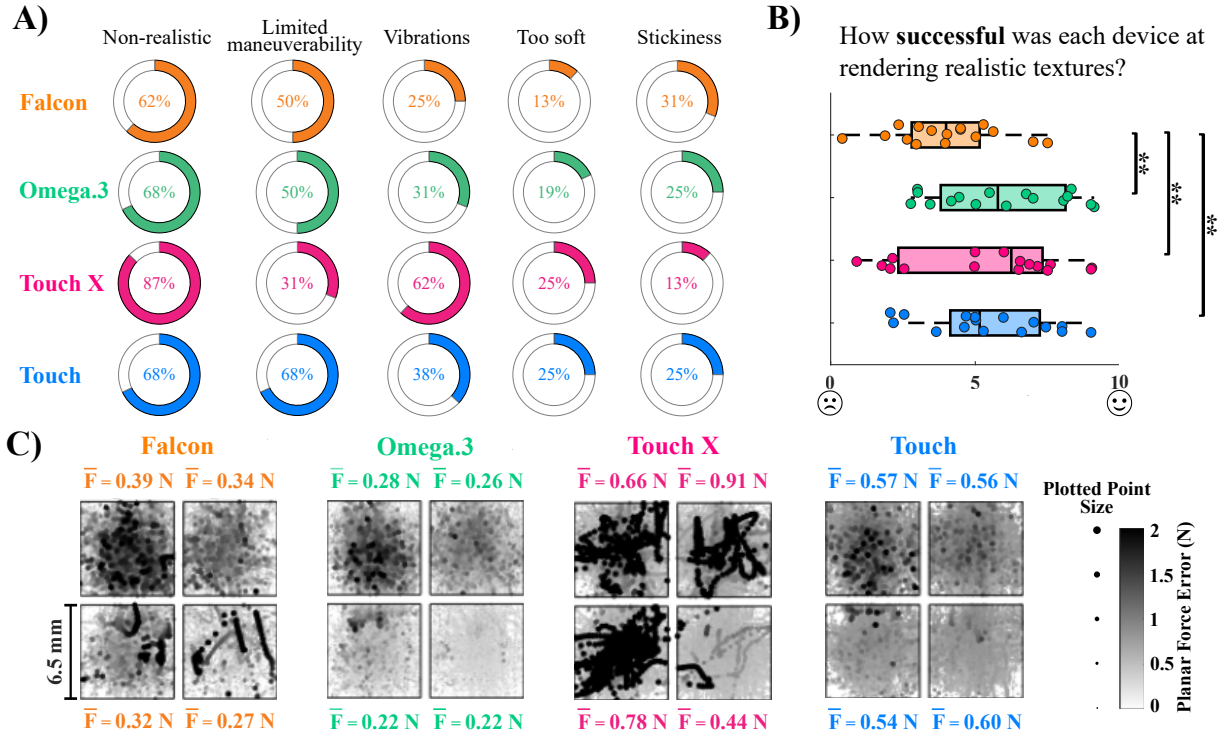 A)
Non-realistic
Limited
maneuverability
Vibrations
Too soft
Stickiness
Falcon
62%
50%
25%
13%
31%
Omega.3
68%
50%
31%
19%
25%
Touch X
87%
31%
62%
25%
13%
Touch
68%
68%
38%
25%
25%
B)
How successful was each device at
rendering realistic textures?
**
**
**
0
5
10
C)
Falcon
F̅ = 0.39 N
F̅ = 0.34 N
6.5 mm
F̅ = 0.32 N
F̅ = 0.27 N
Omega.3
F̅ = 0.28 N
F̅ = 0.26 N
F̅ = 0.22 N
F̅ = 0.22 N
Touch X
F̅ = 0.66 N
F̅ = 0.91 N
F̅ = 0.78 N
F̅ = 0.44 N
Touch
F̅ = 0.57 N
F̅ = 0.56 N
F̅ = 0.54 N
F̅ = 0.60 N
Plotted Point
Size
2
1.5
1
0.5
0
Planar Force Error (N)